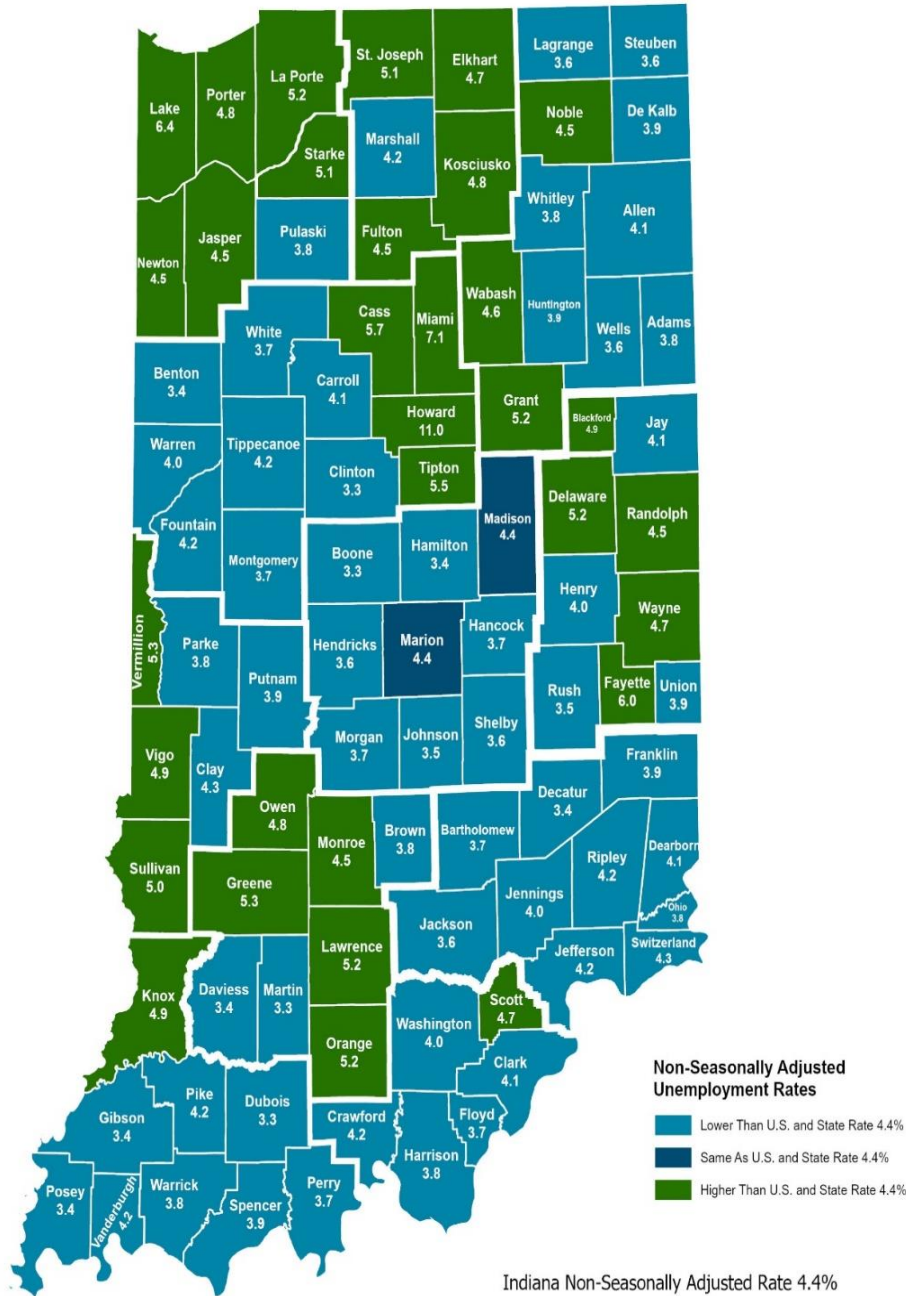 Lake
6.4
Porter
4.8
La Porte
5.2
St. Joseph
5.1
Elkhart
4.7
Lagrange
3.6
Steuben
3.6
Noble
4.5
De Kalb
3.9
Starke
5.1
Marshall
4.2
Kosciusko
4.8
Whitley
3.8
Allen
4.1
Newton
4.5
Jasper
4.5
Pulaski
3.8
Fulton
4.5
Cass
5.7
Miami
7.1
Wabash
4.6
Huntington
3.9
Wells
3.6
Adams
3.8
White
3.7
Benton
3.4
Carroll
4.1
Howard
11.0
Grant
5.2
Blackford
4.9
Jay
4.1
Warren
4.0
Tippecanoe
4.2
Clinton
3.3
Tipton
5.5
Madison
4.4
Delaware
5.2
Randolph
4.5
Fountain
4.2
Montgomery
3.7
Boone
3.3
Hamilton
3.4
Henry
4.0
Wayne
4.7
Vermillion
5.3
Parke
3.8
Putnam
3.9
Hendricks
3.6
Marion
4.4
Hancock
3.7
Rush
3.5
Fayette
6.0
Union
3.9
Vigo
4.9
Clay
4.3
Morgan
3.7
Johnson
3.5
Shelby
3.6
Franklin
3.9
Owen
4.8
Monroe
4.5
Brown
3.8
Bartholomew
3.7
Decatur
3.4
Ripley
4.2
Dearborn
4.1
Ohio
3.8
Sullivan
5.0
Greene
5.3
Jackson
3.6
Jennings
4.0
Jefferson
4.2
Switzerland
4.3
Knox
4.9
Daviess
3.4
Martin
3.3
Lawrence
5.2
Orange
5.2
Washington
4.0
Scott
4.7
Clark
4.1
Gibson
3.4
Pike
4.2
Dubois
3.3
Crawford
4.2
Harrison
3.8
Floyd
3.7
Posey
3.4
Vanderburgh
4.2
Warrick
3.8
Spencer
3.9
Perry
3.7
Non-Seasonally Adjusted
Unemployment Rates
Lower Than U.S. and State Rate 4.4%
Same As U.S. and State Rate 4.4%
Higher Than U.S. and State Rate 4.4%
Indiana Non-Seasonally Adjusted Rate 4.4%